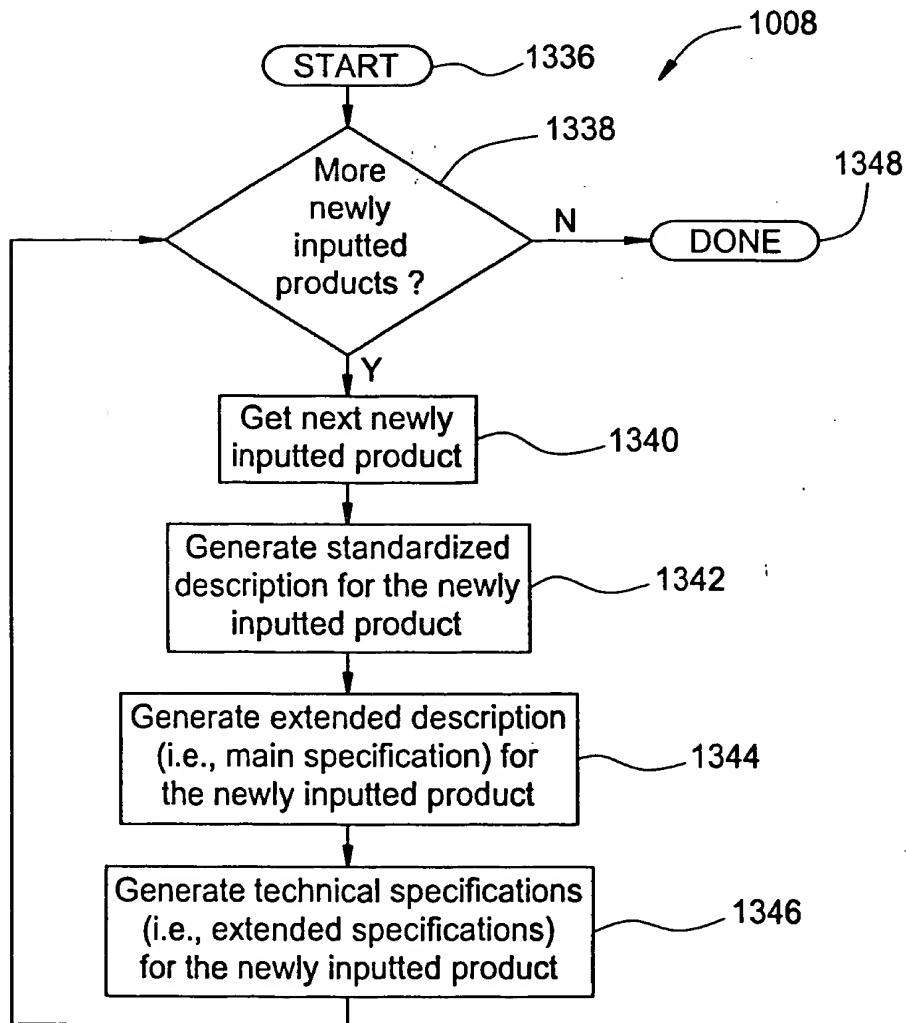 1008
START
1336
1338
More
newly
inputted
products ?
N
DONE
1348
Y
Get next newly
inputted product
1340
Generate standardized
description for the newly
inputted product
1342
Generate extended description
(i.e., main specification) for
the newly inputted product
1344
Generate technical specifications
(i.e., extended specifications)
for the newly inputted product
1346